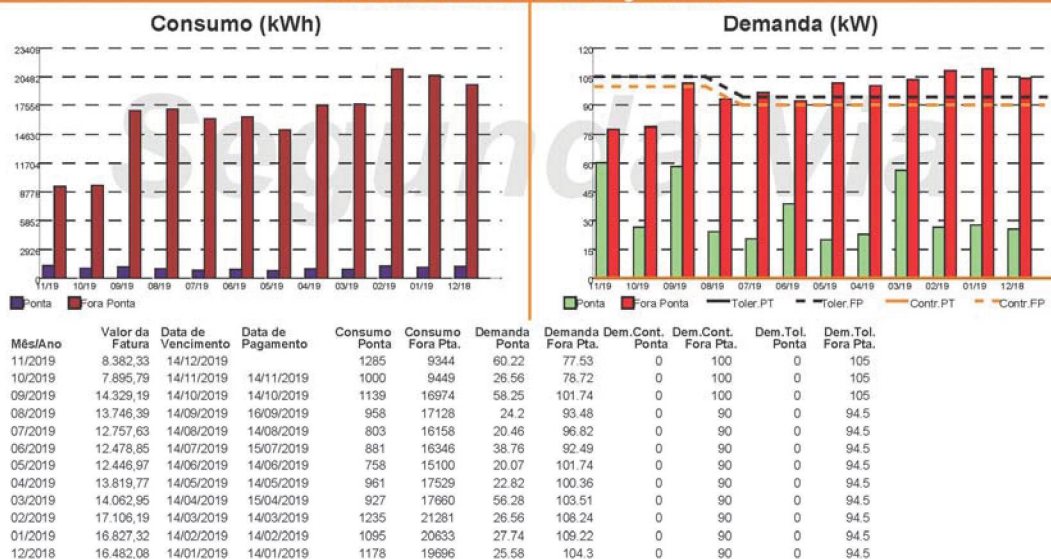 Consumo (kWh)
23409
20482
17556
14630
11704
8778
5852
2926
0
11/19 10/19 09/19 08/19 07/19 06/19 05/19 04/19 03/19 02/19 01/19 12/18
Ponta Fora Ponta
Demanda (kW)
120
105
90
75
60
45
30
15
11/19 10/19 09/19 08/19 07/19 06/19 05/19 04/19 03/19 02/19 01/19 12/18
Ponta Fora Ponta Toler.PT Toler.FP Contr.PT Contr.FP
Segunda Via
Mês/Ano Valor da Fatura Data de Vencimento Data de Pagamento Consumo Ponta Consumo Fora Pta. Demanda Ponta Demanda Fora Pta. Dem.Cont. Ponta Dem.Cont. Fora Pta. Dem.Tol. Ponta Dem.Tol. Fora Pta.
11/2019 8.382,33 14/12/2019 1285 9344 60.22 77.53 0 100 0 105
10/2019 7.895,79 14/11/2019 14/11/2019 1000 9449 26.56 78.72 0 100 0 105
09/2019 14.329,19 14/10/2019 14/10/2019 1139 16974 58.25 101.74 0 100 0 105
08/2019 13.746,39 14/09/2019 16/09/2019 958 17128 24.2 93.48 0 90 0 94.5
07/2019 12.757,63 14/08/2019 14/08/2019 803 16158 20.46 96.82 0 90 0 94.5
06/2019 12.478,85 14/07/2019 15/07/2019 881 16346 38.76 92.49 0 90 0 94.5
05/2019 12.446,97 14/06/2019 14/06/2019 758 15100 20.07 101.74 0 90 0 94.5
04/2019 13.819,77 14/05/2019 14/05/2019 961 17529 22.82 100.36 0 90 0 94.5
03/2019 14.062,95 14/04/2019 15/04/2019 927 17660 56.28 103.51 0 90 0 94.5
02/2019 17.106,19 14/03/2019 14/03/2019 1235 21281 26.56 108.24 0 90 0 94.5
01/2019 16.827,32 14/02/2019 14/02/2019 1095 20633 27.74 109.22 0 90 0 94.5
12/2018 16.482,08 14/01/2019 14/01/2019 1178 19696 25.58 104.3 0 90 0 94.5